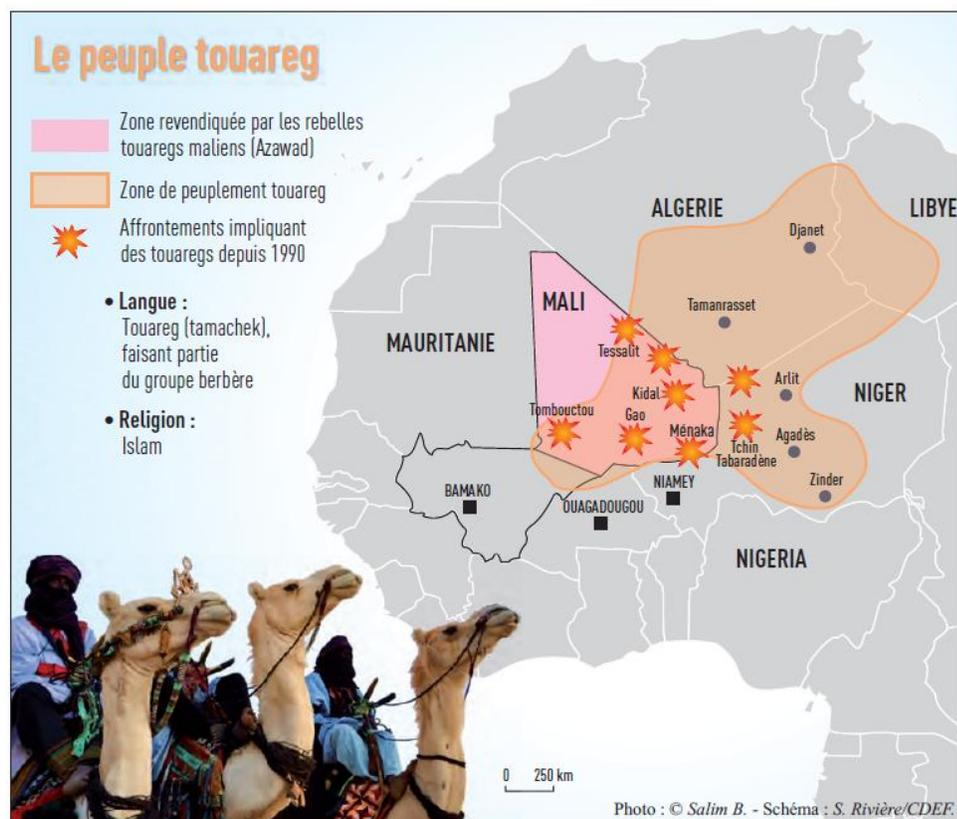 Le peuple touareg
Zone revendiquée par les rebelles
touaregs maliens (Azawad)
Zone de peuplement touareg
Affrontements impliquant
des touaregs depuis 1990
• Langue :
Touareg (tamachek),
faisant partie
du groupe berbère
• Religion :
Islam
ALGERIE
LIBYE
Djanet
MALI
Tamanrasset
MAURITANIE
Tessalit
Kidal
Arlit
NIGER
Tombouctou
Gao
Ménaka
Tchin
Tabaradène
Agadès
BAMAKO
NIAMEY
Zinder
OUAGADOUGOU
NIGERIA
0 250 km
Photo : © Salim B. - Schéma : S. Rivière/CDEF.